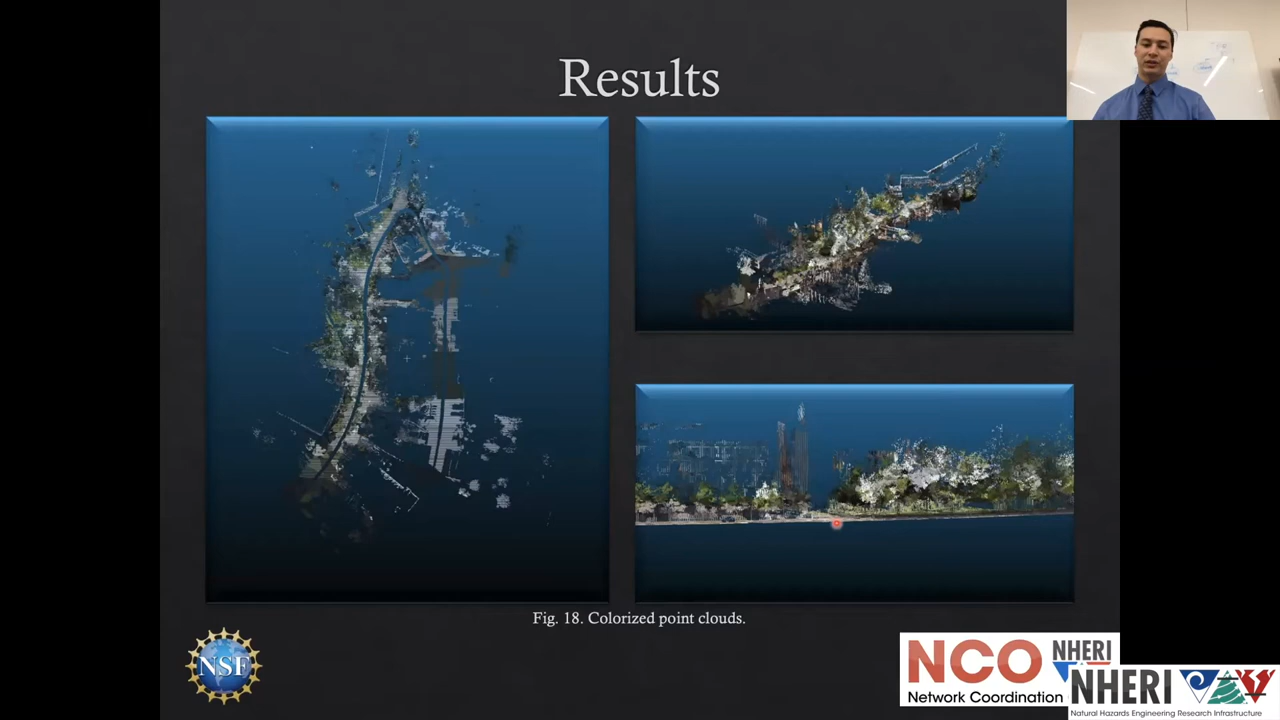 Results
Fig. 18. Colorized point clouds.
NSF
NCO
Network Coordination
NHERI
NHERI
Natural Hazards Engineering Research Infrastructure